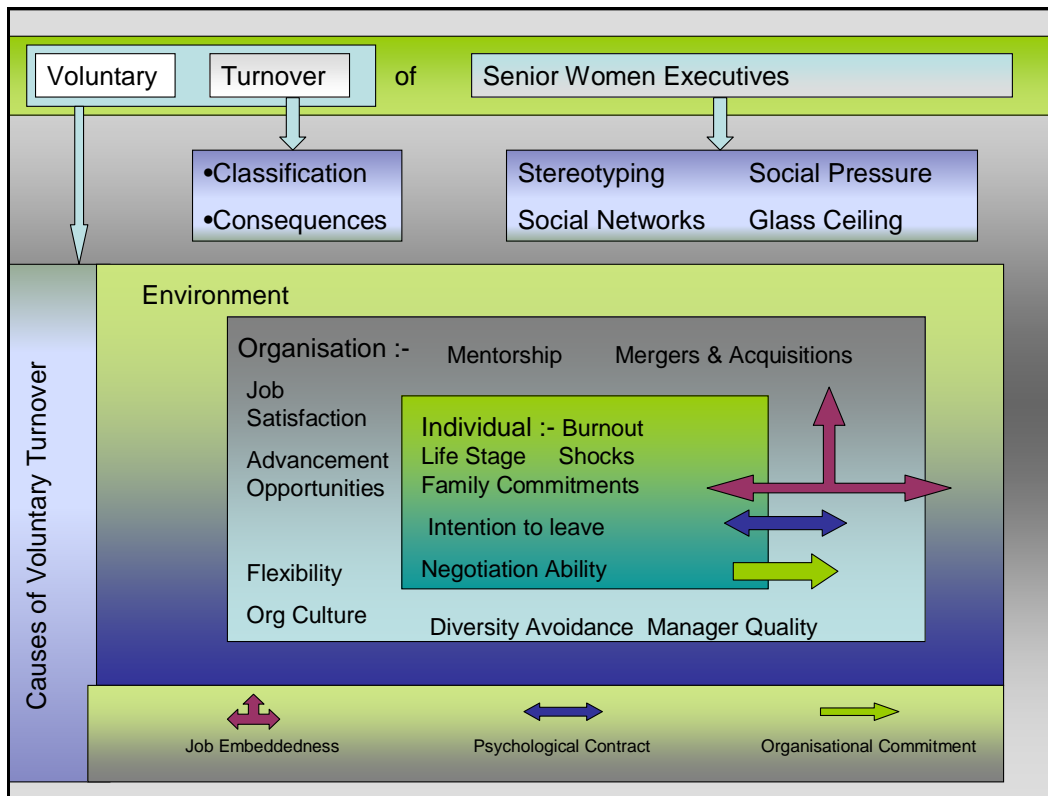 Voluntary Turnover of Senior Women Executives
•Classification
•Consequences
Stereotyping Social Pressure
Social Networks Glass Ceiling
Causes of Voluntary Turnover
Environment
Organisation :- Mentorship Mergers & Acquisitions
Job
Satisfaction
Advancement
Opportunities
Flexibility
Org Culture
Individual :- Burnout
Life Stage Shocks
Family Commitments
Intention to leave
Negotiation Ability
Diversity Avoidance Manager Quality
Job Embeddedness
Psychological Contract
Organisational Commitment